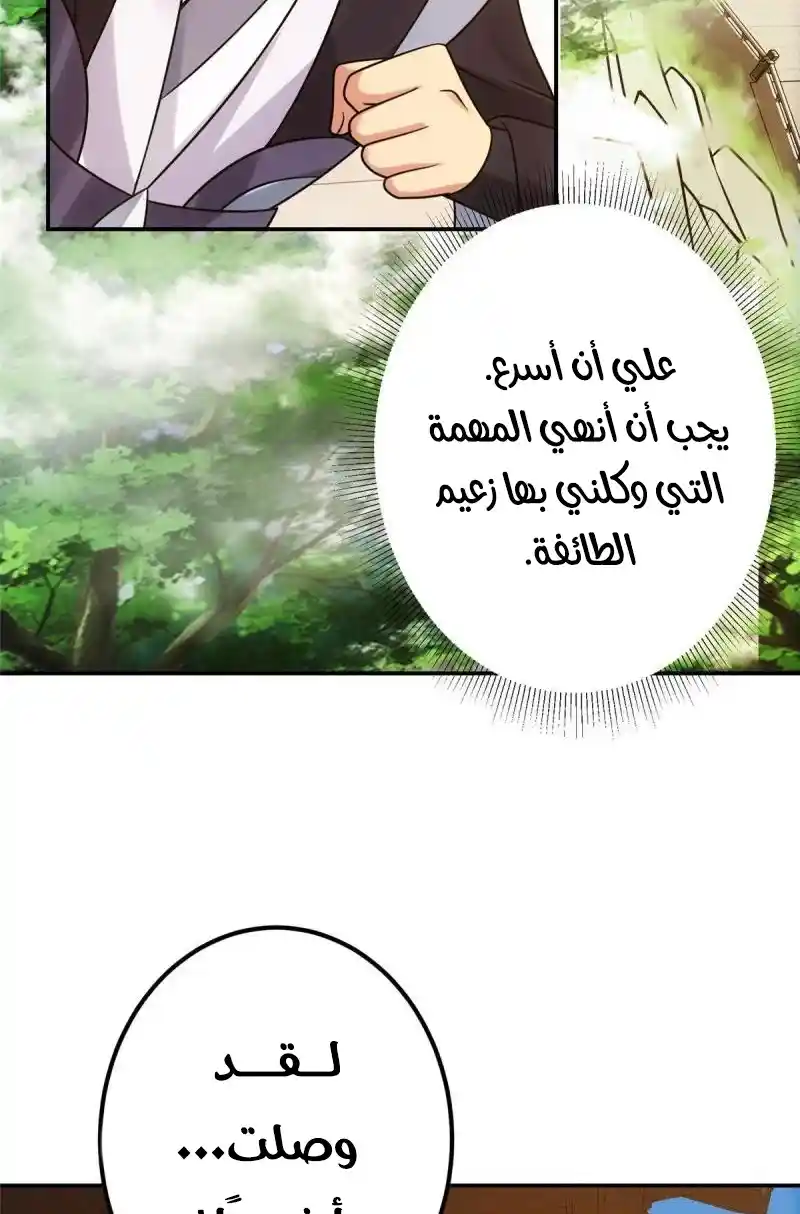 علي أن أسرع.
يجب أن أنهي المهمة
التي وكلني بها زعيم
الطائفة.
لـقـد
وصلت...